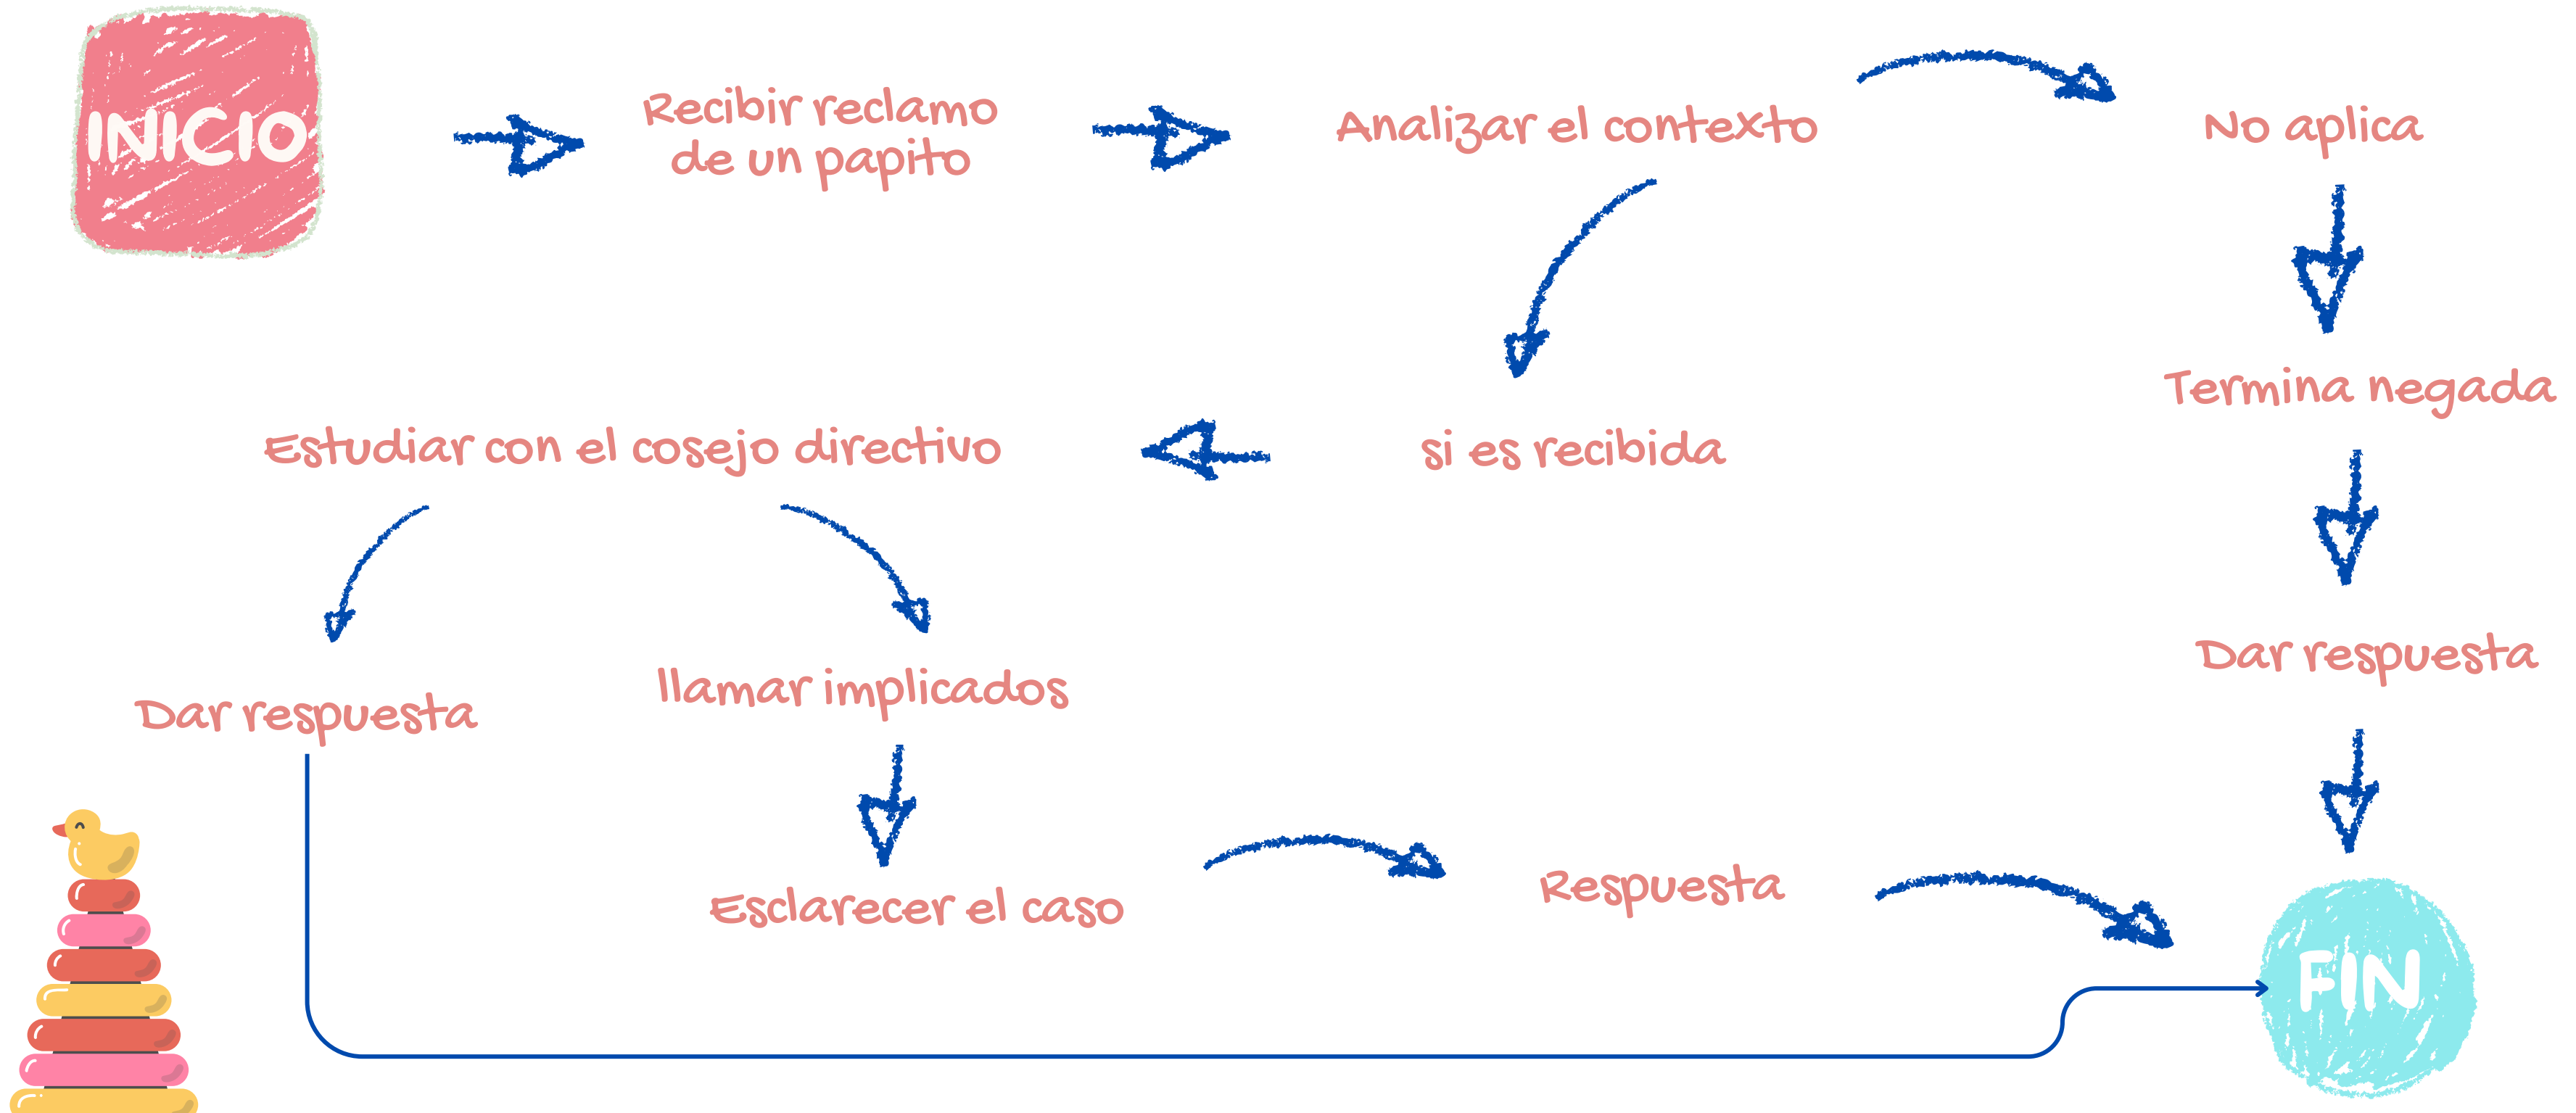 INICIO
Recibir reclamo
de un papito
Analizar el contexto
No aplica
Termina negada
Estudiar con el cosejo directivo
si es recibida
Dar respuesta
llamar implicados
Dar respuesta
Esclarecer el caso
Respuesta
FIN